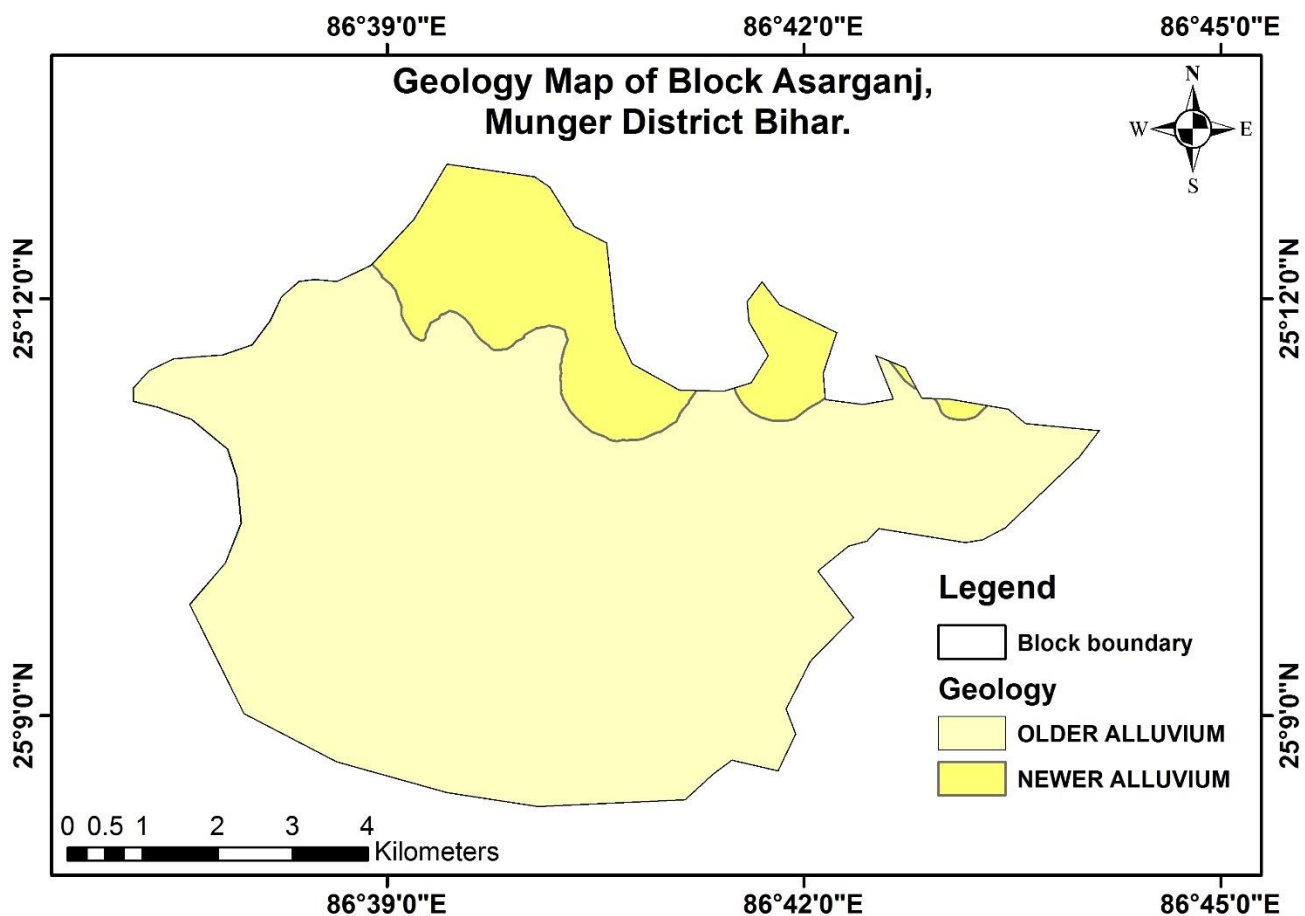 86°39'0"E 86°42'0"E 86°45'0"E
Geology Map of Block Asarganj,
Munger District Bihar.
N
W E
S
25°12'0"N 25°12'0"N
25°9'0"N 25°9'0"N
Legend
Block boundary
Geology
OLDER ALLUVIUM
NEWER ALLUVIUM
0 0.5 1 2 3 4
Kilometers
86°39'0"E 86°42'0"E 86°45'0"E